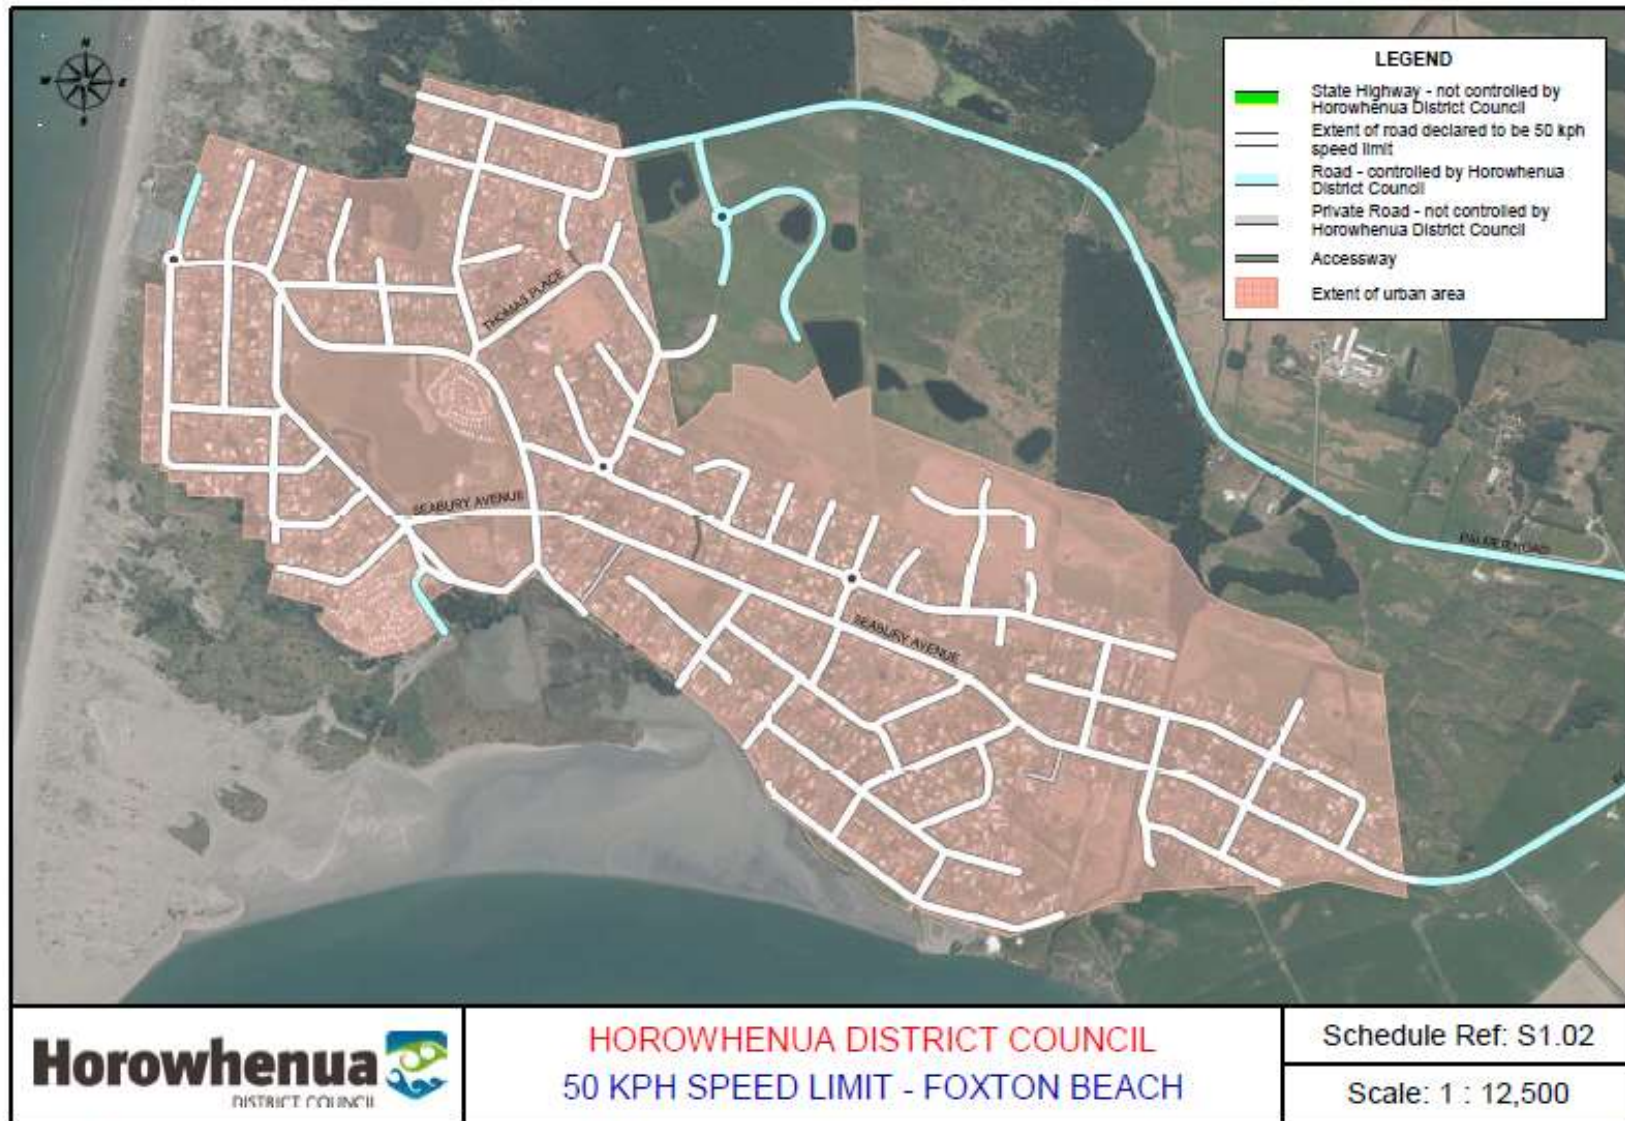 N
W
E
S
LEGEND
State Highway - not controlled by
Horowhenua District Council
Extent of road declared to be 50 kph
speed limit
Road - controlled by Horowhenua
District Council
Private Road - not controlled by
Horowhenua District Council
Accessway
Extent of urban area
THOMAS PLACE
SEABURY AVENUE
PALMER ROAD
SEABURY AVENUE
Horowhenua
DISTRICT COUNCIL
HOROWHENUA DISTRICT COUNCIL
50 KPH SPEED LIMIT - FOXTON BEACH
Schedule Ref: S1.02
Scale: 1 : 12,500